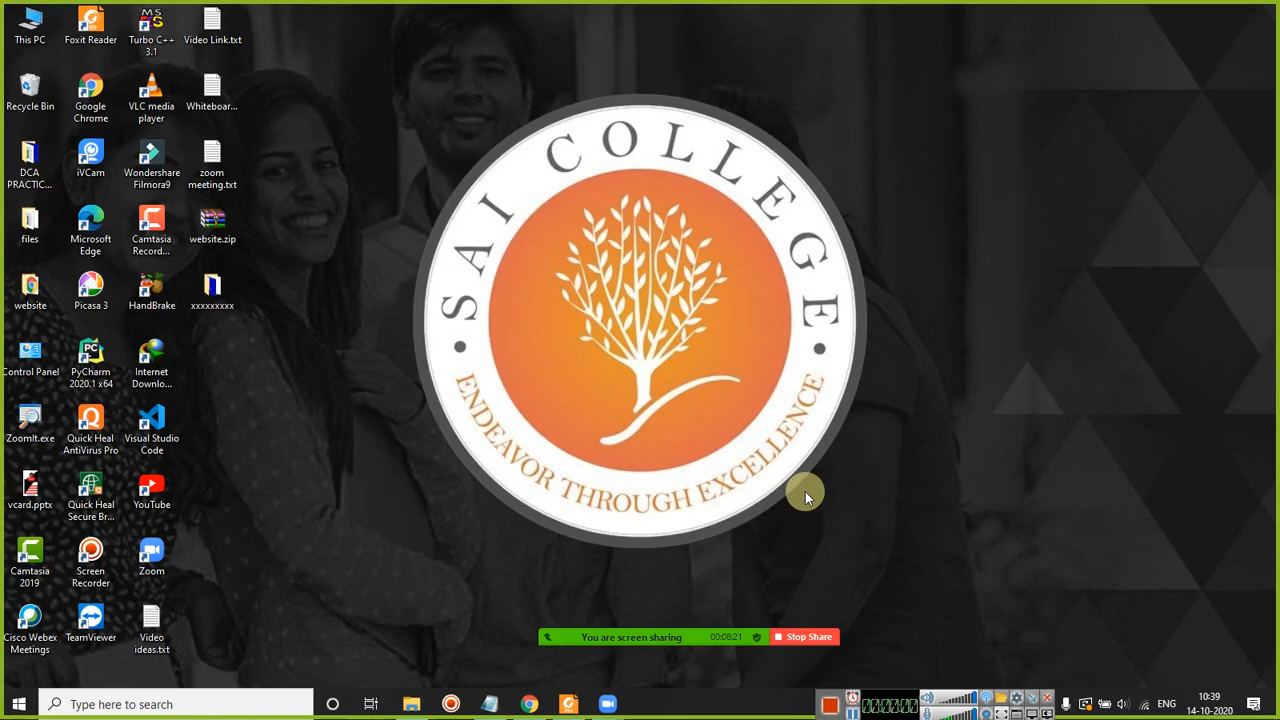 This PC
Foxit Reader
Turbo C++
3.1
Video Link.txt
Recycle Bin
Google
Chrome
VLC media
player
Whiteboar...
DCA
PRACTIC...
iVCam
Wondershare
Filmora9
zoom
meeting.txt
files
Microsoft
Edge
Camtasia
Record...
website.zip
website
Picasa 3
HandBrake
xxxxxxxxx
Control Panel
PyCharm
2020.1 x64
Internet
Downlo...
ZoomIt.exe
Quick Heal
AntiVirus Pro
Visual Studio
Code
vcard.pptx
Quick Heal
Secure Br...
YouTube
Camtasia
2019
Screen
Recorder
Zoom
Cisco Webex
Meetings
TeamViewer
Video
ideas.txt
SAI COLLEGE
ENDEAVOR THROUGH EXCELLENCE
You are screen sharing 00:08:21 Stop Share
Type here to search
ENG
10:39
14-10-2020